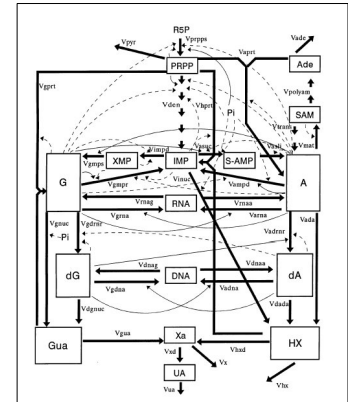 R5P
Vpyr
Vprpps
Vaprt
Vade
PRPP
Ade
Vgprt
Vden
Vhprt
Vpolyam
Pi
SAM
Vtrans
Vimpd
Vasuc
Vasli
Vmat
XMP
IMP
S-AMP
G
Vgmps
A
Vgmpr
Vinuc
Vampd
Vrnag
RNA
Vrnaa
Vgrna
Varna
Vgnuc
Vgdrnr
Vada
Pi
Vadrnr
dG
Vdnag
DNA
Vdnaa
dA
Vgdna
Vadna
Vdgnuc
Vdada
Gua
Vgua
Xa
HX
Vhxd
Vxd
Vx
UA
Vhx
Vua